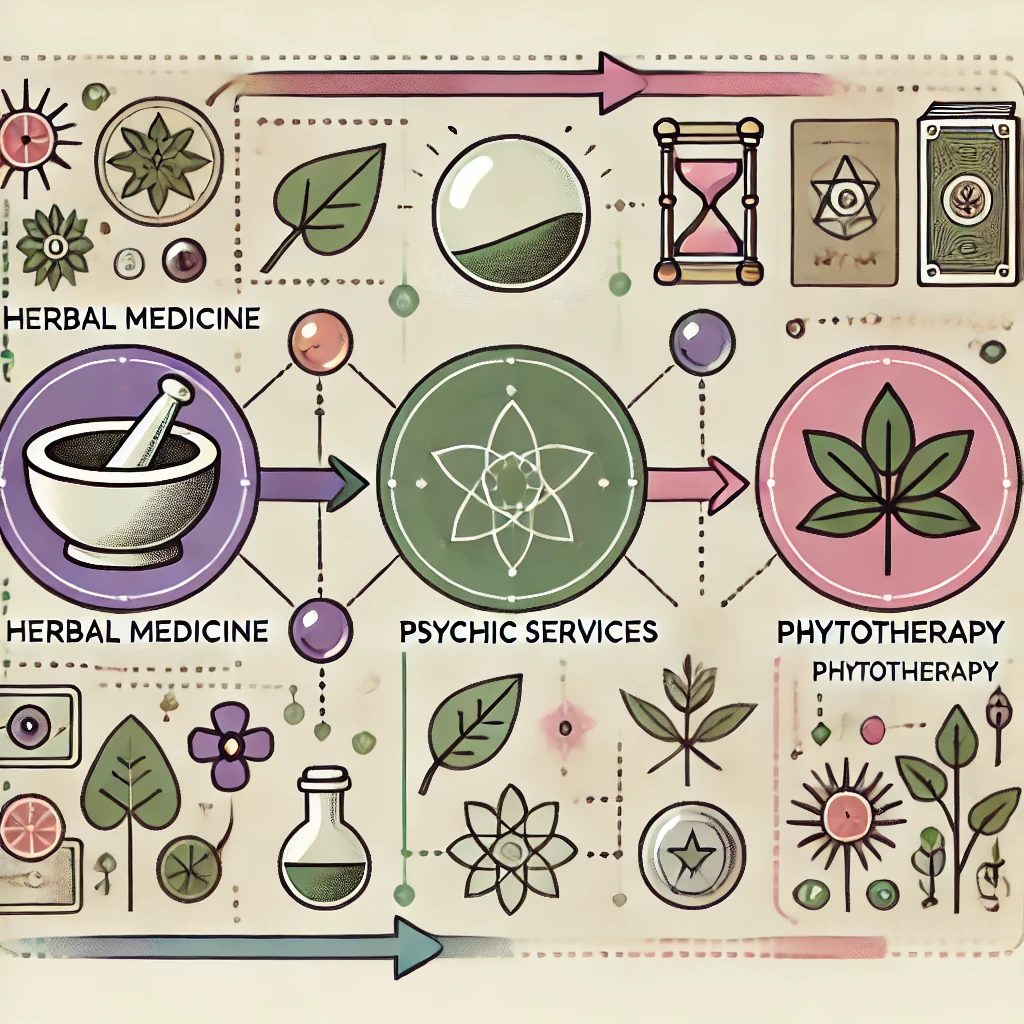 HERBAL MEDICINE
HERBAL MEDICINE
PSYCHIC SERVICES
PHYTOTHERAPY
PHYTOTHERAPY